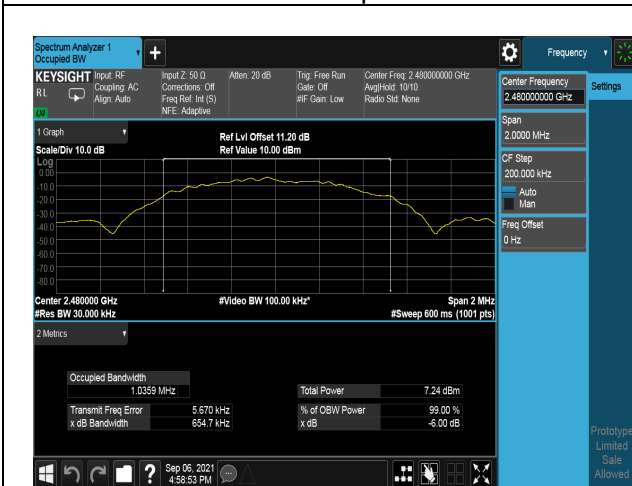 Spectrum Analyzer 1
Occupied BW
Frequency
KEYSIGHT
RL
LXI
Input: RF
Coupling: AC
Align: Auto
Input Z: 50 Ω
Corrections: Off
Freq Ref: Int (S)
NFE: Adaptive
Atten: 20 dB
Trig: Free Run
Gate: Off
#IF Gain: Low
Center Freq: 2.480000000 GHz
Avg|Hold: 10/10
Radio Std: None
Center Frequency
2.480000000 GHz
Settings
Span
2.0000 MHz
CF Step
200.000 kHz
Auto
Man
Freq Offset
0 Hz
1 Graph
Scale/Div 10.0 dB
Ref Lvl Offset 11.20 dB
Ref Value 10.00 dBm
Log
0.00
-10.0
-20.0
-30.0
-40.0
-50.0
-60.0
-70.0
-80.0
Center 2.480000 GHz
#Res BW 30.000 kHz
#Video BW 100.00 kHz*
Span 2 MHz
#Sweep 600 ms (1001 pts)
2 Metrics
Occupied Bandwidth
1.0359 MHz
Total Power 7.24 dBm
Transmit Freq Error 5.670 kHz
% of OBW Power 99.00 %
x dB Bandwidth 654.7 kHz
x dB -6.00 dB
Prototype
Limited
Sale
Allowed
?
Sep 06, 2021
4:58:53 PM